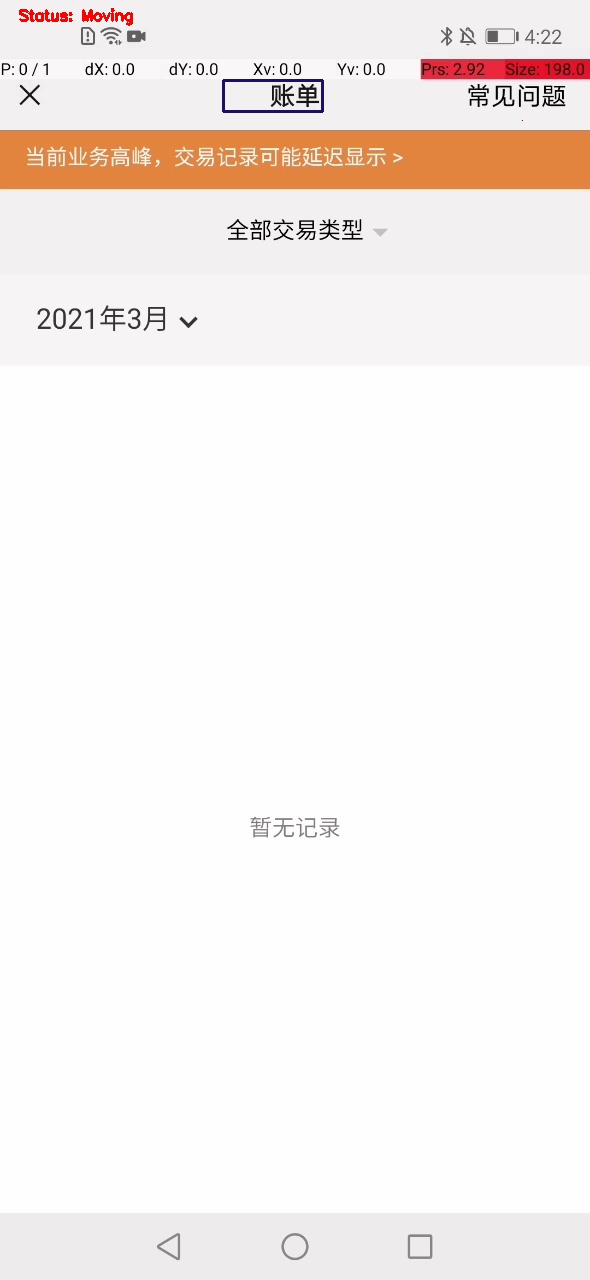 Status: Moving
4:22
P: 0 / 1 dX: 0.0 dY: 0.0 Xv: 0.0 Yv: 0.0 Prs: 2.92 Size: 198.0
账单 常见问题
当前业务高峰，交易记录可能延迟显示 >
全部交易类型
2021年3月
暂无记录